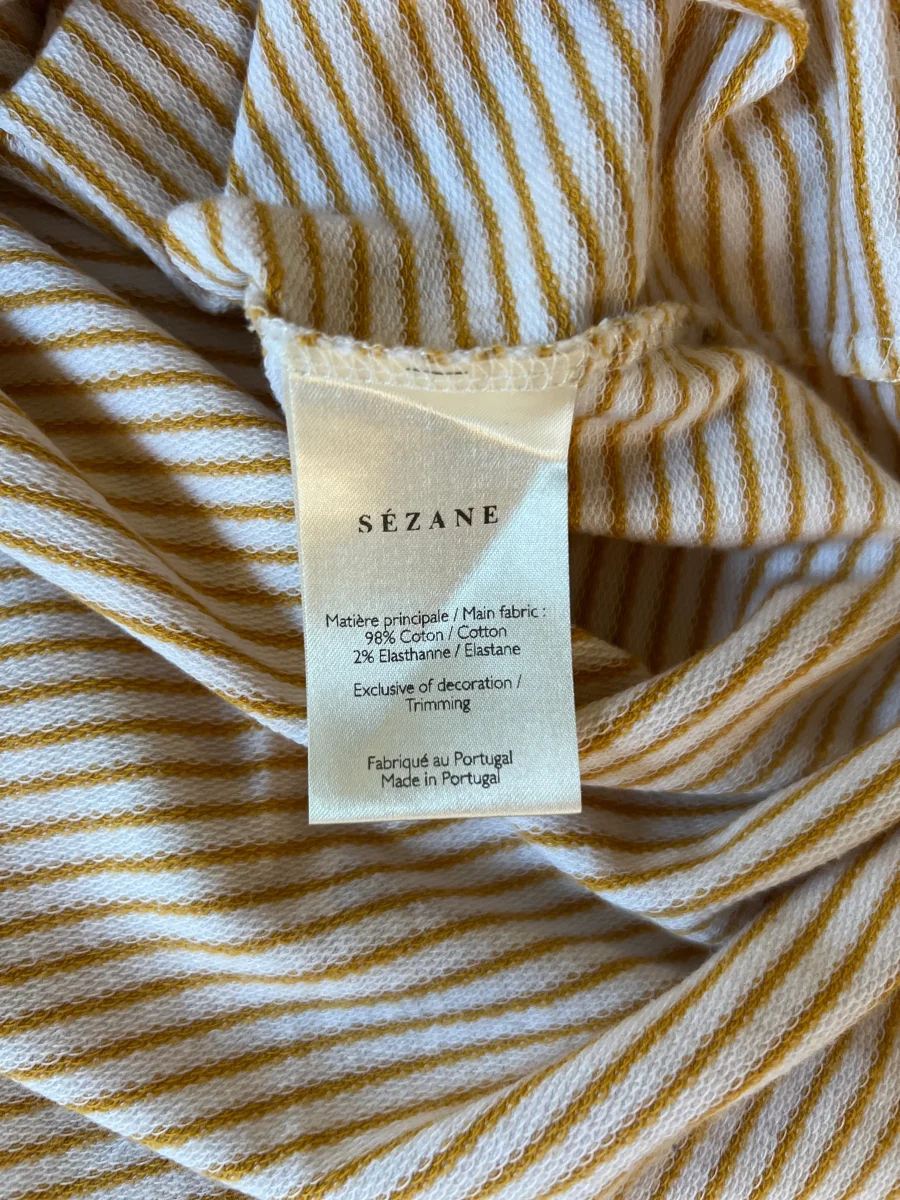 SÉZANE
Matière principale / Main fabric :
98% Coton / Cotton
2% Elasthanne / Elastane
Exclusive of decoration /
Trimming
Fabriqué au Portugal
Made in Portugal